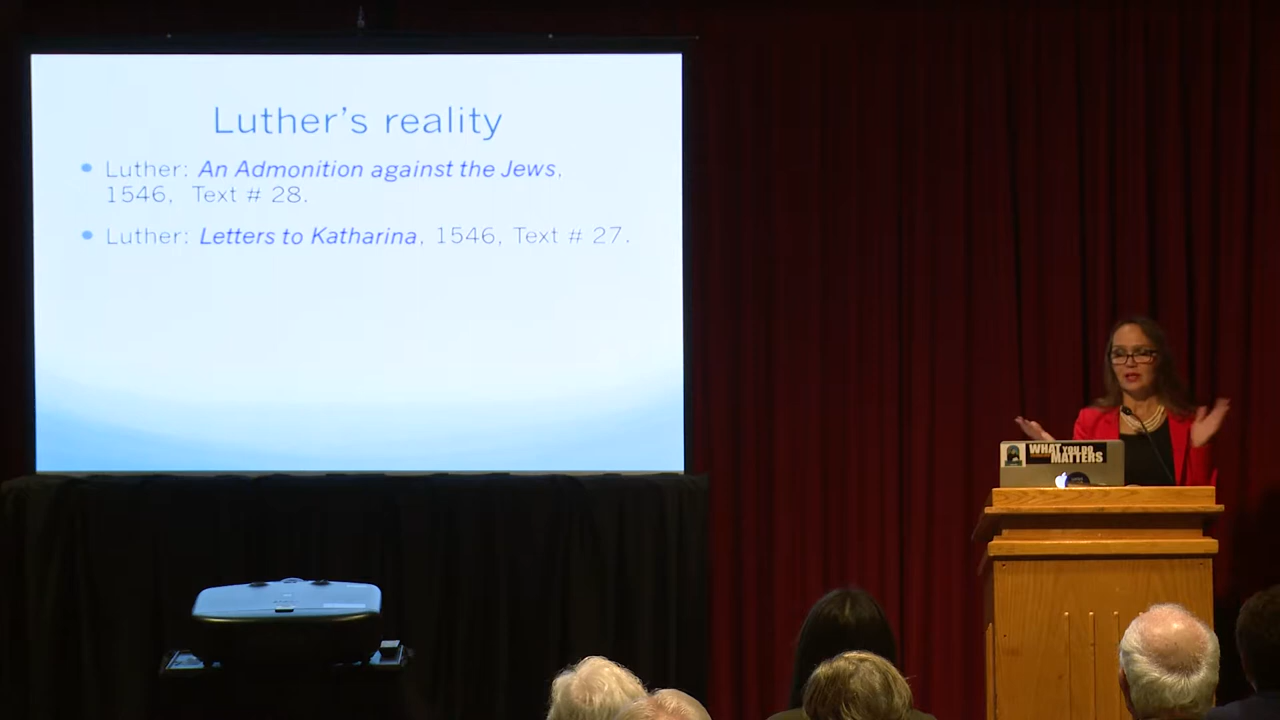 Luther's reality
Luther: An Admonition against the Jews,
1546, Text # 28.
Luther: Letters to Katharina, 1546, Text # 27.
WHAT YOU DO
MATTERS